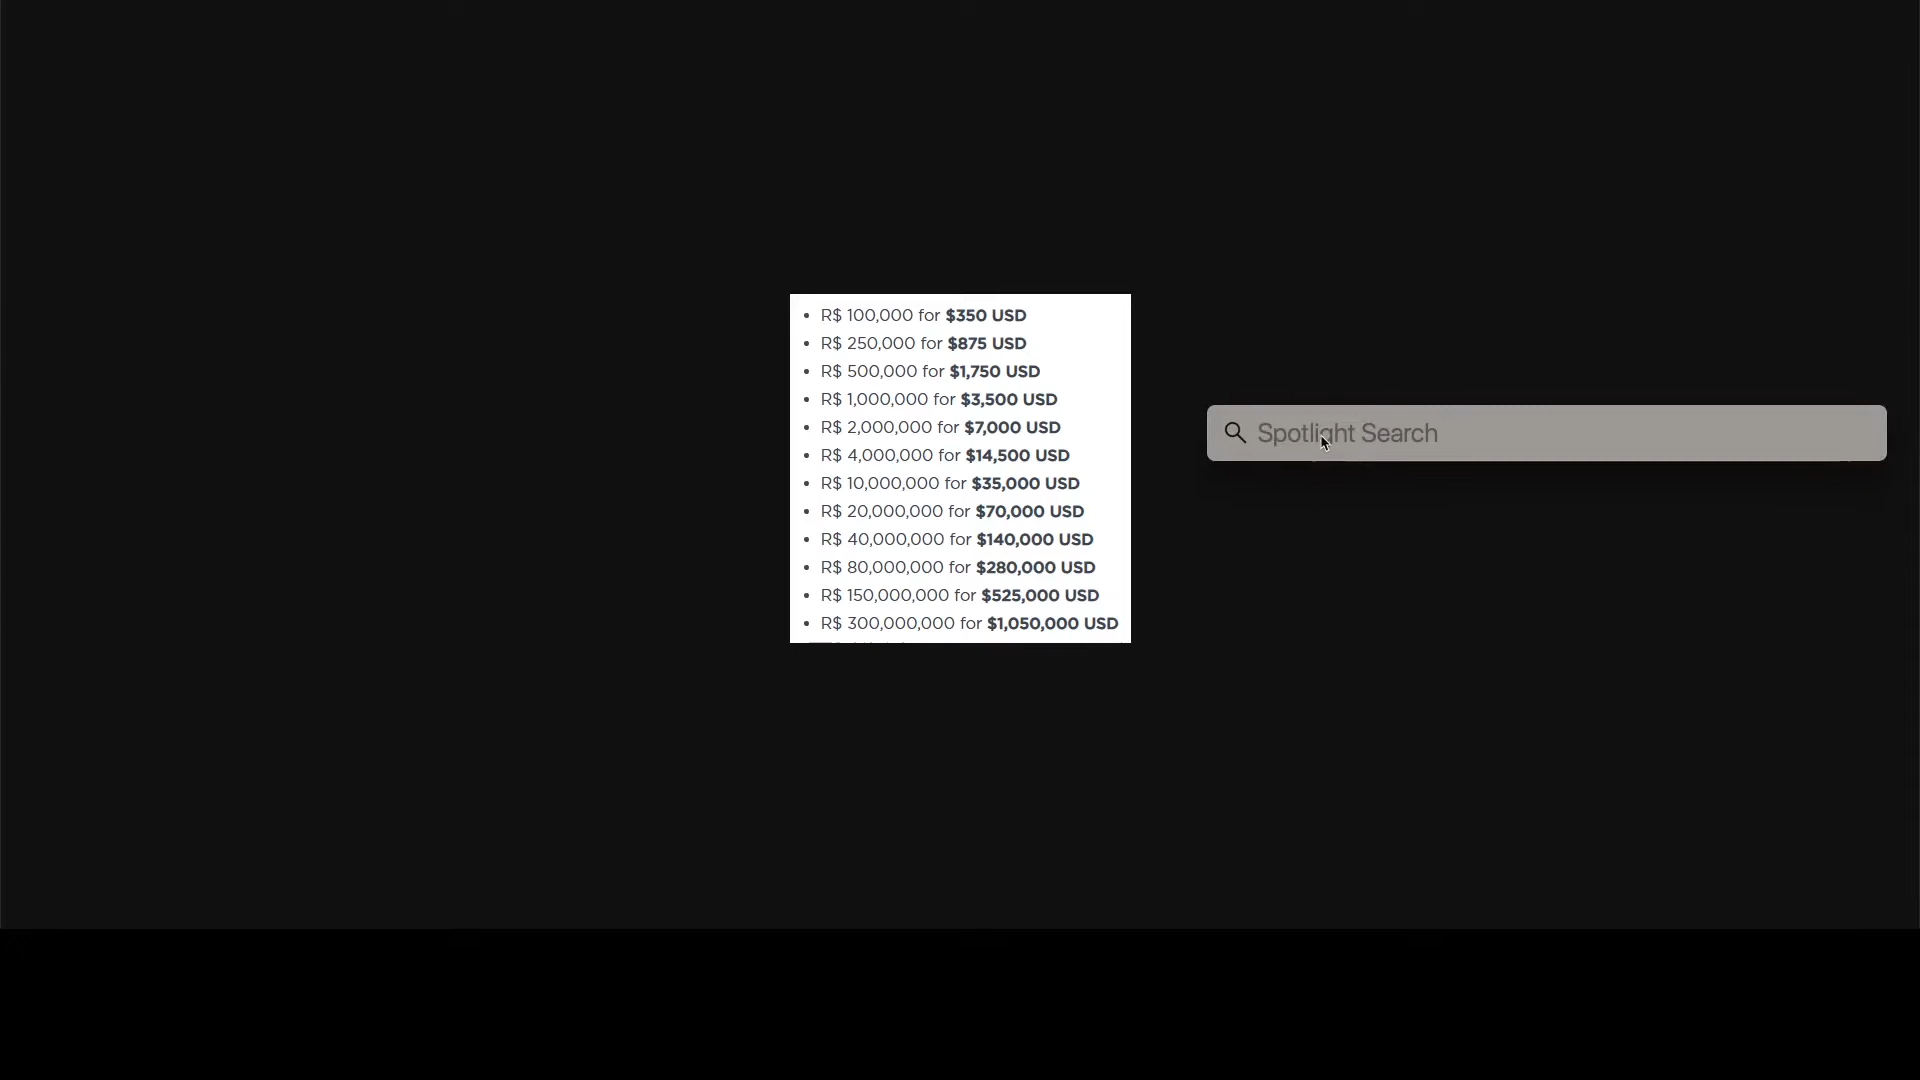 • R$ 100,000 for $350 USD
• R$ 250,000 for $875 USD
• R$ 500,000 for $1,750 USD
• R$ 1,000,000 for $3,500 USD
• R$ 2,000,000 for $7,000 USD
• R$ 4,000,000 for $14,500 USD
• R$ 10,000,000 for $35,000 USD
• R$ 20,000,000 for $70,000 USD
• R$ 40,000,000 for $140,000 USD
• R$ 80,000,000 for $280,000 USD
• R$ 150,000,000 for $525,000 USD
• R$ 300,000,000 for $1,050,000 USD
Spotlight Search